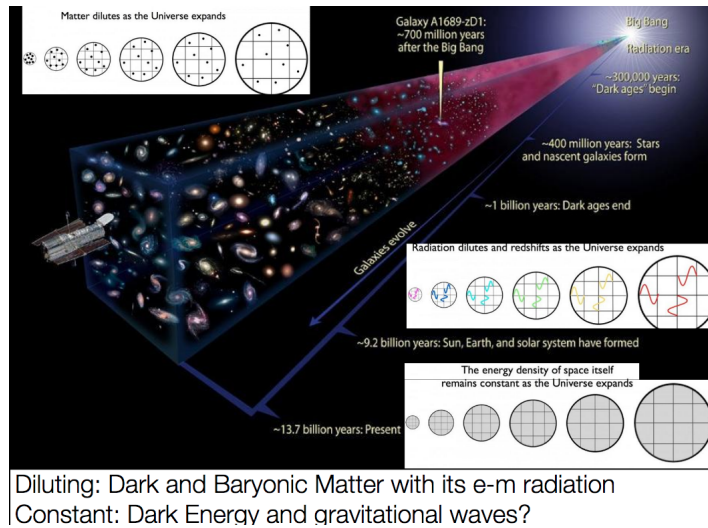 Matter dilutes as the Universe expands
Galaxy A1689-zD1:
~700 million years
after the Big Bang
Big Bang
Radiation era
~300,000 years:
"Dark ages" begin
~400 million years: Stars
and nascent galaxies form
~1 billion years: Dark ages end
Galaxies evolve
Radiation dilutes and redshifts as the Universe expands
~9.2 billion years: Sun, Earth, and solar system have formed
The energy density of space itself
remains constant as the Universe expands
~13.7 billion years: Present
Diluting: Dark and Baryonic Matter with its e-m radiation
Constant: Dark Energy and gravitational waves?